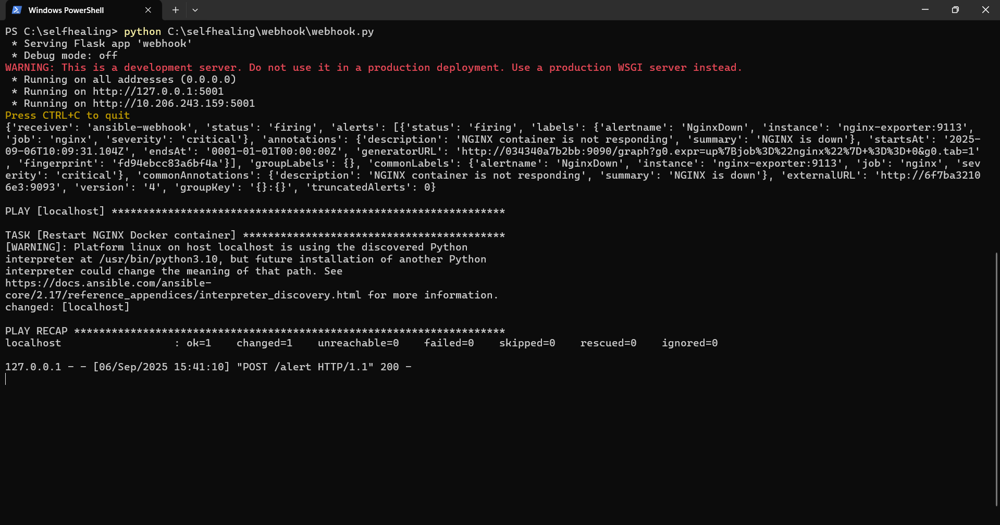 Windows PowerShell
PS C:\selfhealing> python C:\selfhealing\webhook\webhook.py
 * Serving Flask app 'webhook'
 * Debug mode: off
WARNING: This is a development server. Do not use it in a production deployment. Use a production WSGI server instead.
 * Running on all addresses (0.0.0.0)
 * Running on http://127.0.0.1:5001
 * Running on http://10.206.243.159:5001
Press CTRL+C to quit
{'receiver': 'ansible-webhook', 'status': 'firing', 'alerts': [{'status': 'firing', 'labels': {'alertname': 'NginxDown', 'instance': 'nginx-exporter:9113',
'job': 'nginx', 'severity': 'critical'}, 'annotations': {'description': 'NGINX container is not responding', 'summary': 'NGINX is down'}, 'startsAt': '2025-
09-06T10:09:31.104Z', 'endsAt': '0001-01-01T00:00:00Z', 'generatorURL': 'http://034340a7b2bb:9090/graph?g0.expr=up%7Bjob%3D%22nginx%22%7D+%3D%3D+0&g0.tab=1'
, 'fingerprint': 'fd94ebcc83a6bf4a'}], 'groupLabels': {}, 'commonLabels': {'alertname': 'NginxDown', 'instance': 'nginx-exporter:9113', 'job': 'nginx', 'sev
erity': 'critical'}, 'commonAnnotations': {'description': 'NGINX container is not responding', 'summary': 'NGINX is down'}, 'externalURL': 'http://6f7ba3210
6e3:9093', 'version': '4', 'groupKey': '{}:{}', 'truncatedAlerts': 0}
PLAY [localhost] ***************************************************************
TASK [Restart NGINX Docker container] ******************************************
[WARNING]: Platform linux on host localhost is using the discovered Python
interpreter at /usr/bin/python3.10, but future installation of another Python
interpreter could change the meaning of that path. See
https://docs.ansible.com/ansible-
core/2.17/reference_appendices/interpreter_discovery.html for more information.
changed: [localhost]
PLAY RECAP *********************************************************************
localhost                  : ok=1    changed=1    unreachable=0    failed=0    skipped=0    rescued=0    ignored=0
127.0.0.1 - - [06/Sep/2025 15:41:10] "POST /alert HTTP/1.1" 200 -